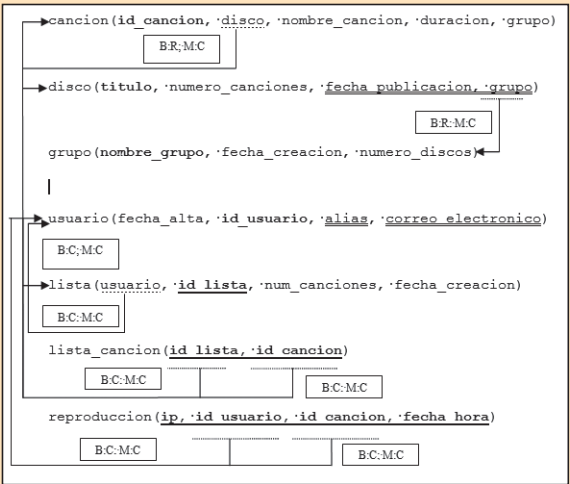 cancion(id_cancion, ·disco, ·nombre_cancion, ·duracion, ·grupo)
B:R; M:C
disco(titulo, ·numero_canciones, ·fecha_publicacion, ·grupo)
B:R: M:C
grupo(nombre_grupo, ·fecha_creacion, ·numero_discos)
usuario(fecha_alta, ·id_usuario, ·alias, ·correo_electronico)
B:C; M:C
lista(usuario, ·id_lista, ·num_canciones, ·fecha_creacion)
B:C: M:C
lista_cancion(id_lista, ·id_cancion)
B:C: M:C B:C: M:C
reproduccion(ip, ·id_usuario, ·id_cancion, ·fecha_hora)
B:C: M:C B:C; M:C